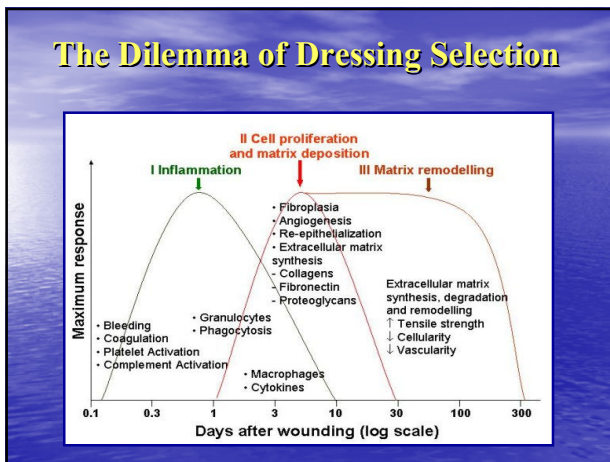 The Dilemma of Dressing Selection
II Cell proliferation
and matrix deposition
I Inflammation
III Matrix remodelling
Maximum response
• Fibroplasia
• Angiogenesis
• Re-epithelialization
• Extracellular matrix
synthesis
- Collagens
- Fibronectin
- Proteoglycans
• Bleeding
• Coagulation
• Platelet Activation
• Complement Activation
• Granulocytes
• Phagocytosis
• Macrophages
• Cytokines
Extracellular matrix
synthesis, degradation
and remodelling
↑ Tensile strength
↓ Cellularity
↓ Vascularity
0.1 0.3 1 3 10 30 100 300
Days after wounding (log scale)